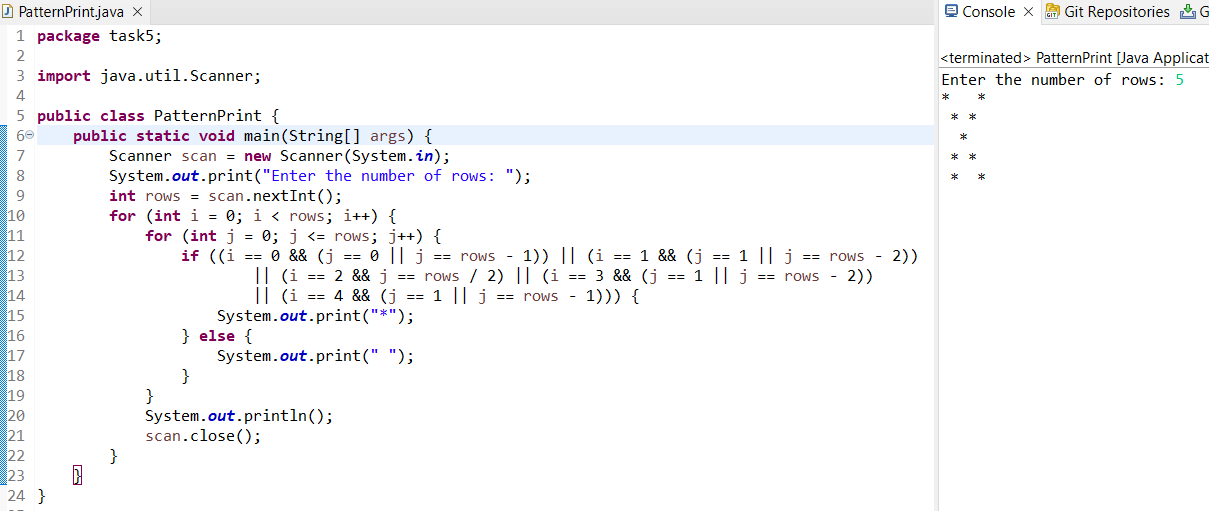 PatternPrint.java ×
1 package task5;
2
3 import java.util.Scanner;
4
5 public class PatternPrint {
6     public static void main(String[] args) {
7         Scanner scan = new Scanner(System.in);
8         System.out.print("Enter the number of rows: ");
9         int rows = scan.nextInt();
10         for (int i = 0; i < rows; i++) {
11             for (int j = 0; j <= rows; j++) {
12                 if ((i == 0 && (j == 0 || j == rows - 1)) || (i == 1 && (j == 1 || j == rows - 2))
13                         || (i == 2 && j == rows / 2) || (i == 3 && (j == 1 || j == rows - 2))
14                         || (i == 4 && (j == 1 || j == rows - 1))) {
15                     System.out.print("*");
16                 } else {
17                     System.out.print(" ");
18                 }
19             }
20             System.out.println();
21             scan.close();
22         }
23     }
24 }
Console × Git Repositories G
<terminated> PatternPrint [Java Applicat
Enter the number of rows: 5
*   *
 * *
  *
 * *
 *  *